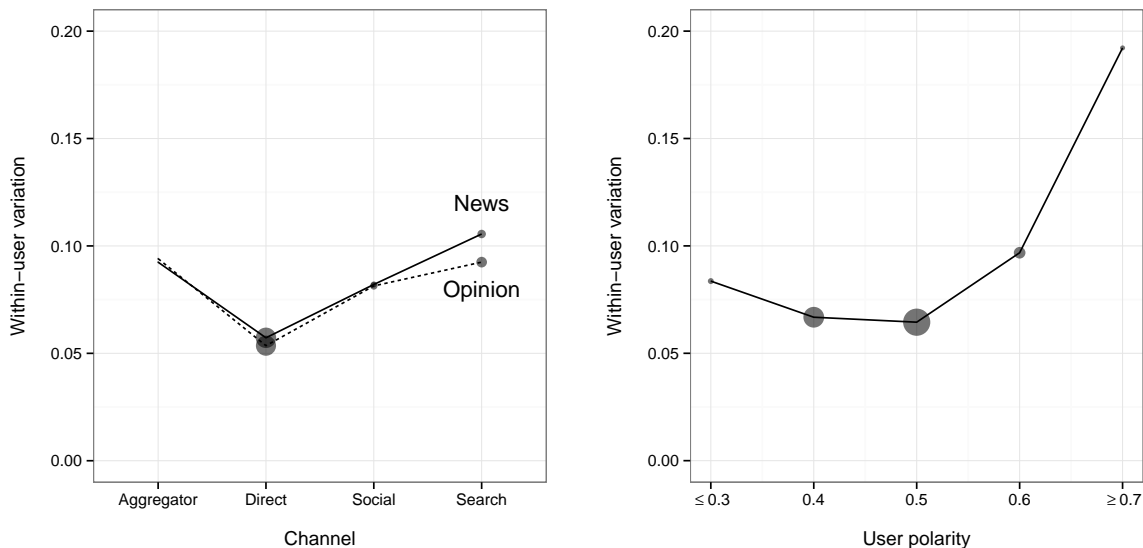 0.20
0.15
0.10
0.05
0.00
Within−user variation
News
Opinion
Aggregator
Direct
Social
Search
Channel
0.20
0.15
0.10
0.05
0.00
Within−user variation
≤ 0.3
0.4
0.5
0.6
≥ 0.7
User polarity